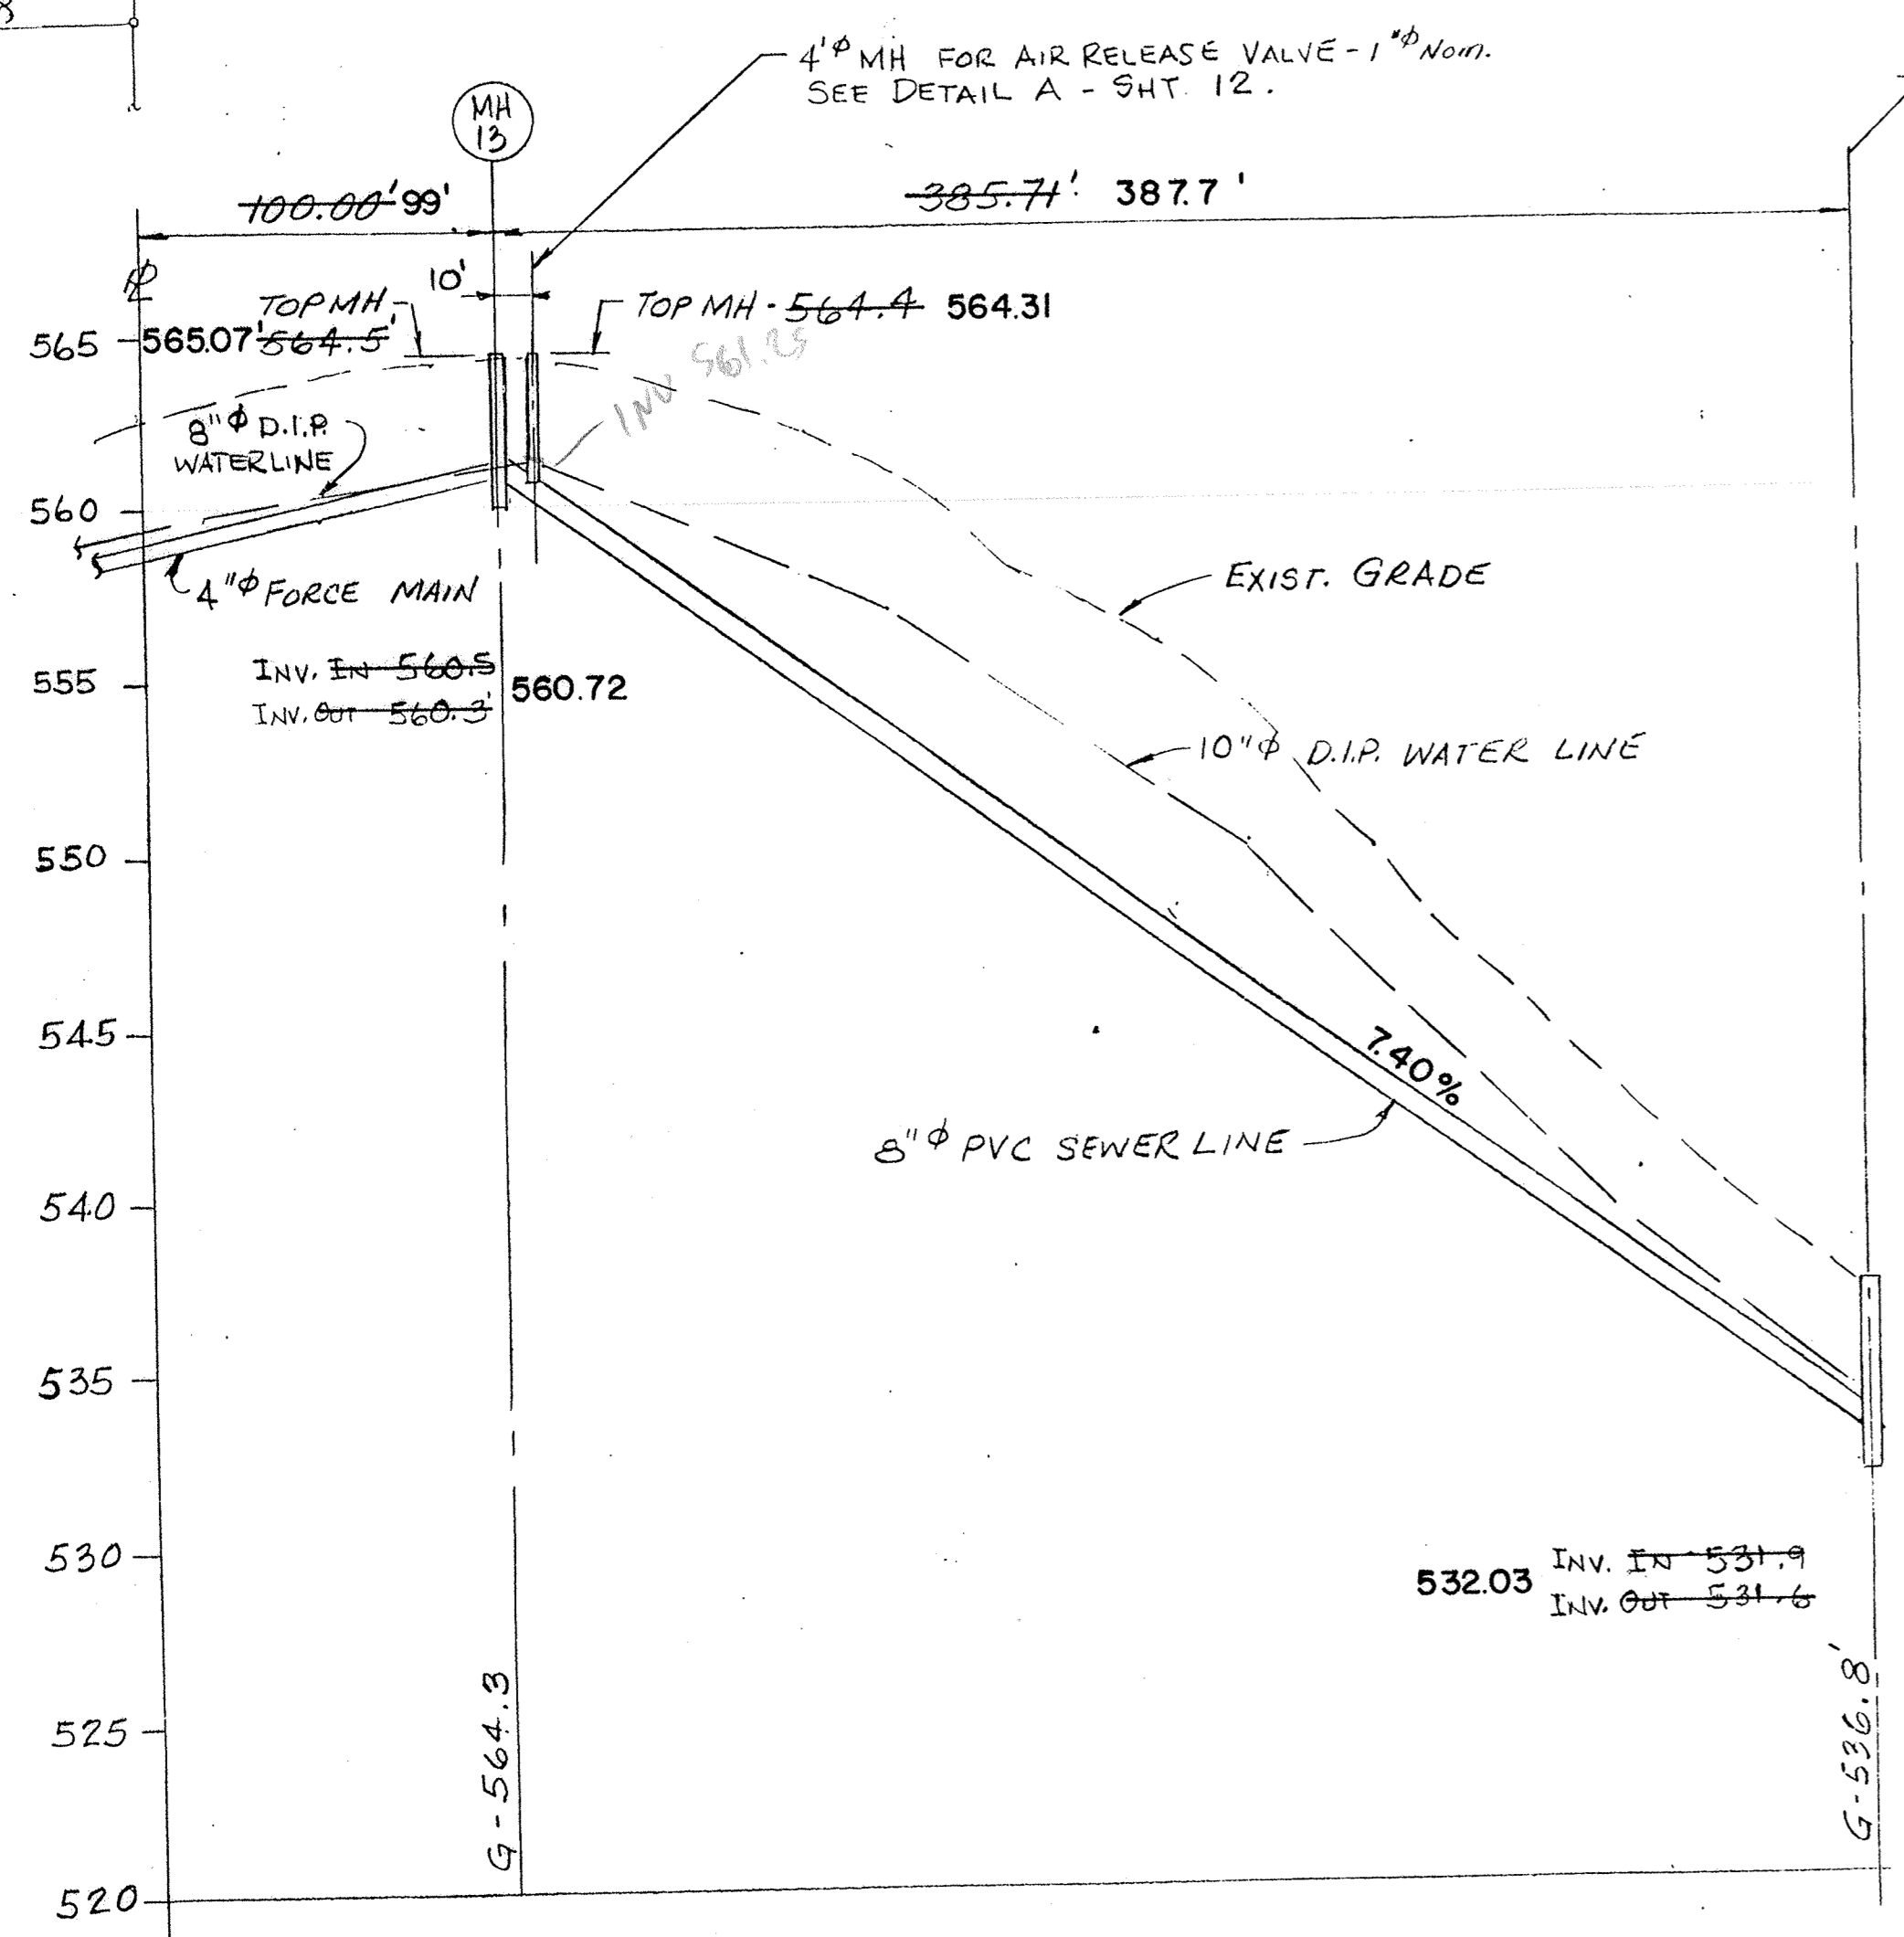 4'φ MH FOR AIR RELEASE VALVE - 1"φ NOM.
SEE DETAIL A - SHT. 12.
MH
13
100.00' 99'
385.71' 387.7'
10'
TOP MH
565.07' 564.5'
TOP MH - 564.4 564.31
INV 561.25
565
8"φ D.I.P.
WATERLINE
560
4"φ FORCE MAIN
EXIST. GRADE
INV. IN 560.5
555
560.72
INV. OUT 560.3'
10"φ D.I.P. WATER LINE
550
545
7.40%
8"φ PVC SEWER LINE
540
535
530
532.03
INV. IN 531.9
INV. OUT 531.6
525
G - 564.3
G - 536.8'
520